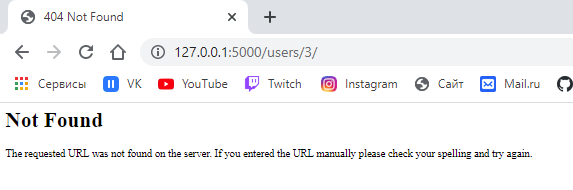 404 Not Found
127.0.0.1:5000/users/3/
Сервисы VK YouTube Twitch Instagram Сайт Mail.ru
Not Found
The requested URL was not found on the server. If you entered the URL manually please check your spelling and try again.